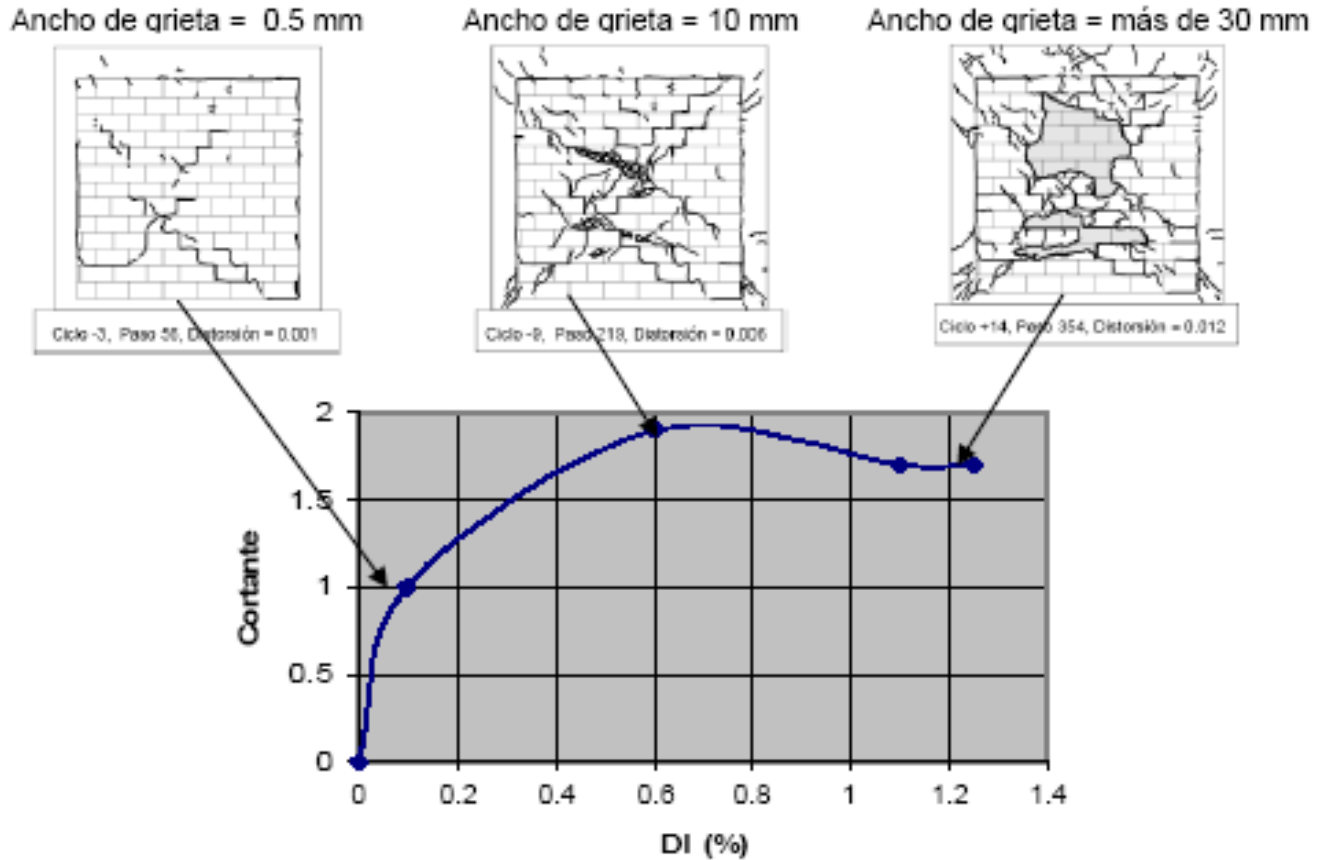 Ancho de grieta = 0.5 mm
Ancho de grieta = 10 mm
Ancho de grieta = más de 30 mm
Ciclo -3, Paso 56, Distorsión = 0.001
Ciclo -9, Paso 219, Distorsión = 0.006
Ciclo +14, Paso 354, Distorsión = 0.012
2
1.5
1
0.5
0
Cortante
0 0.2 0.4 0.6 0.8 1 1.2 1.4
DI (%)